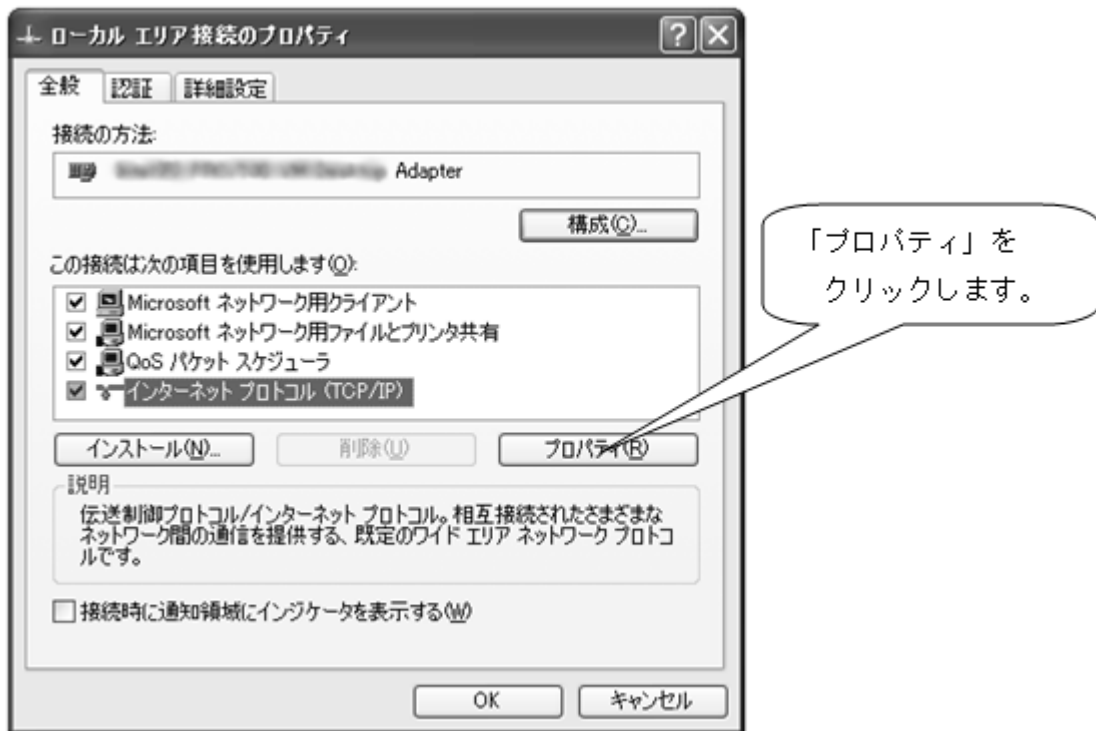 ローカル エリア接続のプロパティ
全般 認証 詳細設定
接続の方法:
Adapter
構成(C)...
この接続は次の項目を使用します(O):
Microsoft ネットワーク用クライアント
Microsoft ネットワーク用ファイルとプリンタ共有
QoS パケット スケジューラ
インターネット プロトコル (TCP/IP)
インストール(N)... 削除(U) プロパティ(R)
説明
伝送制御プロトコル/インターネット プロトコル。相互接続されたさまざまな
ネットワーク間の通信を提供する、既定のワイド エリア ネットワーク プロトコ
ルです。
接続時に通知領域にインジケータを表示する(W)
OK キャンセル
「プロパティ」を
クリックします。